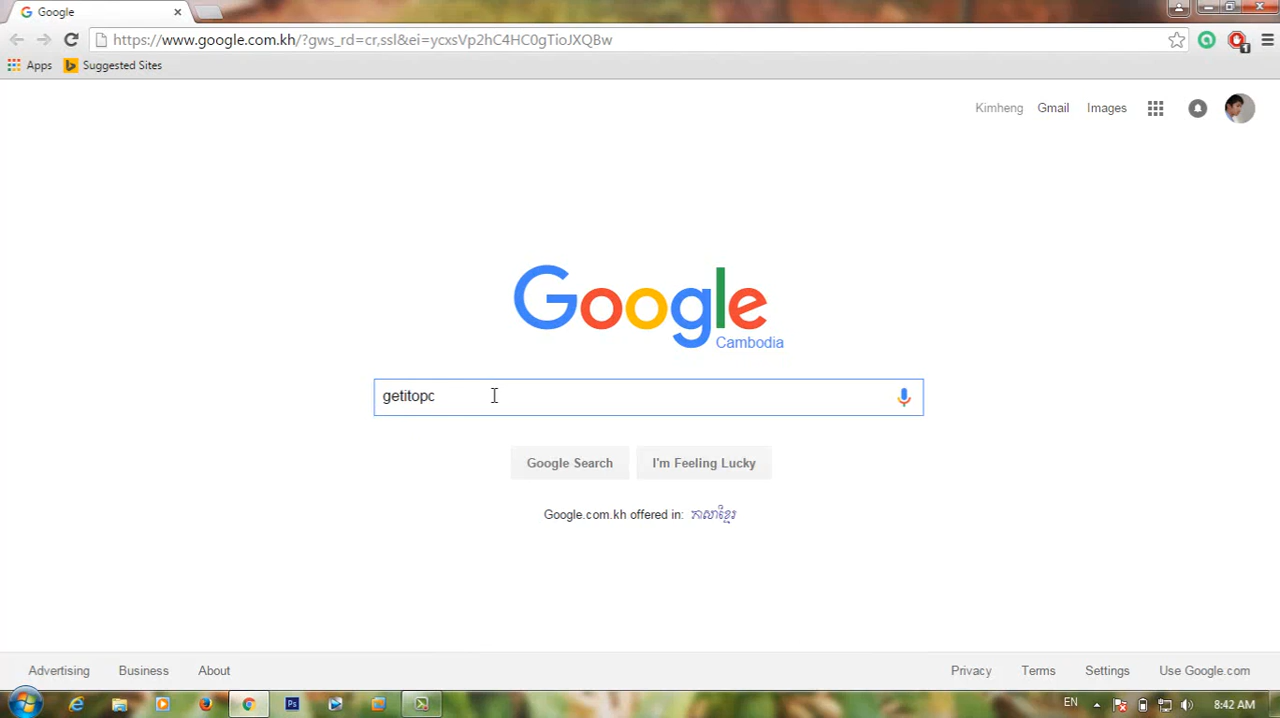 Google
https://www.google.com.kh/?gws_rd=cr,ssl&ei=ycxsVp2hC4HC0gTioJXQBw
Apps Suggested Sites
Kimheng Gmail Images
Google
Cambodia
getitopc
Google Search I'm Feeling Lucky
Google.com.kh offered in: ភាសាខ្មែរ
Advertising Business About Privacy Terms Settings Use Google.com
Ps EN 8:42 AM